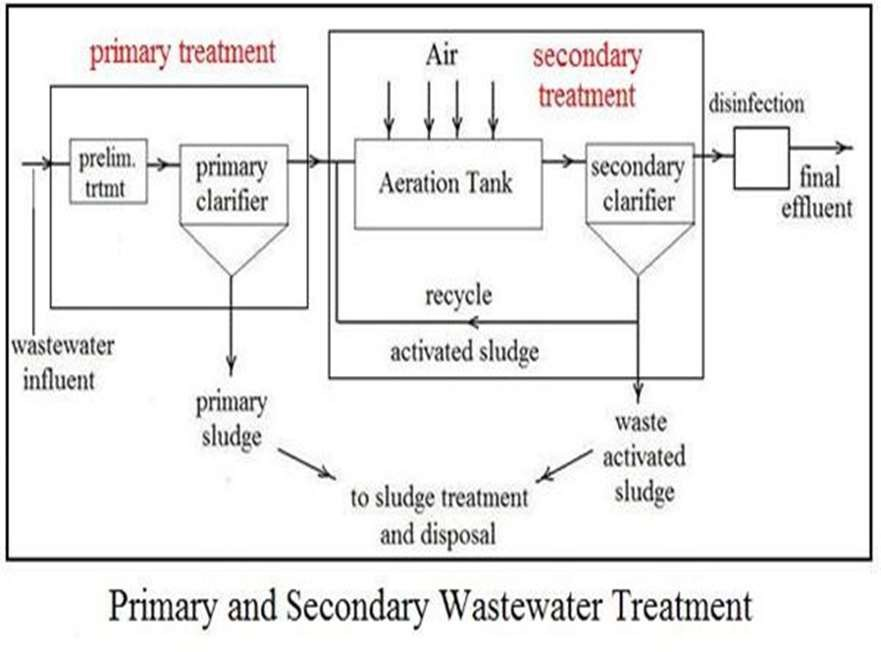 primary treatment
Air
secondary
treatment
disinfection
prelim.
trtmt
primary
clarifier
Aeration Tank
secondary
clarifier
final
effluent
recycle
activated sludge
wastewater
influent
primary
sludge
waste
activated
sludge
to sludge treatment
and disposal
Primary and Secondary Wastewater Treatment